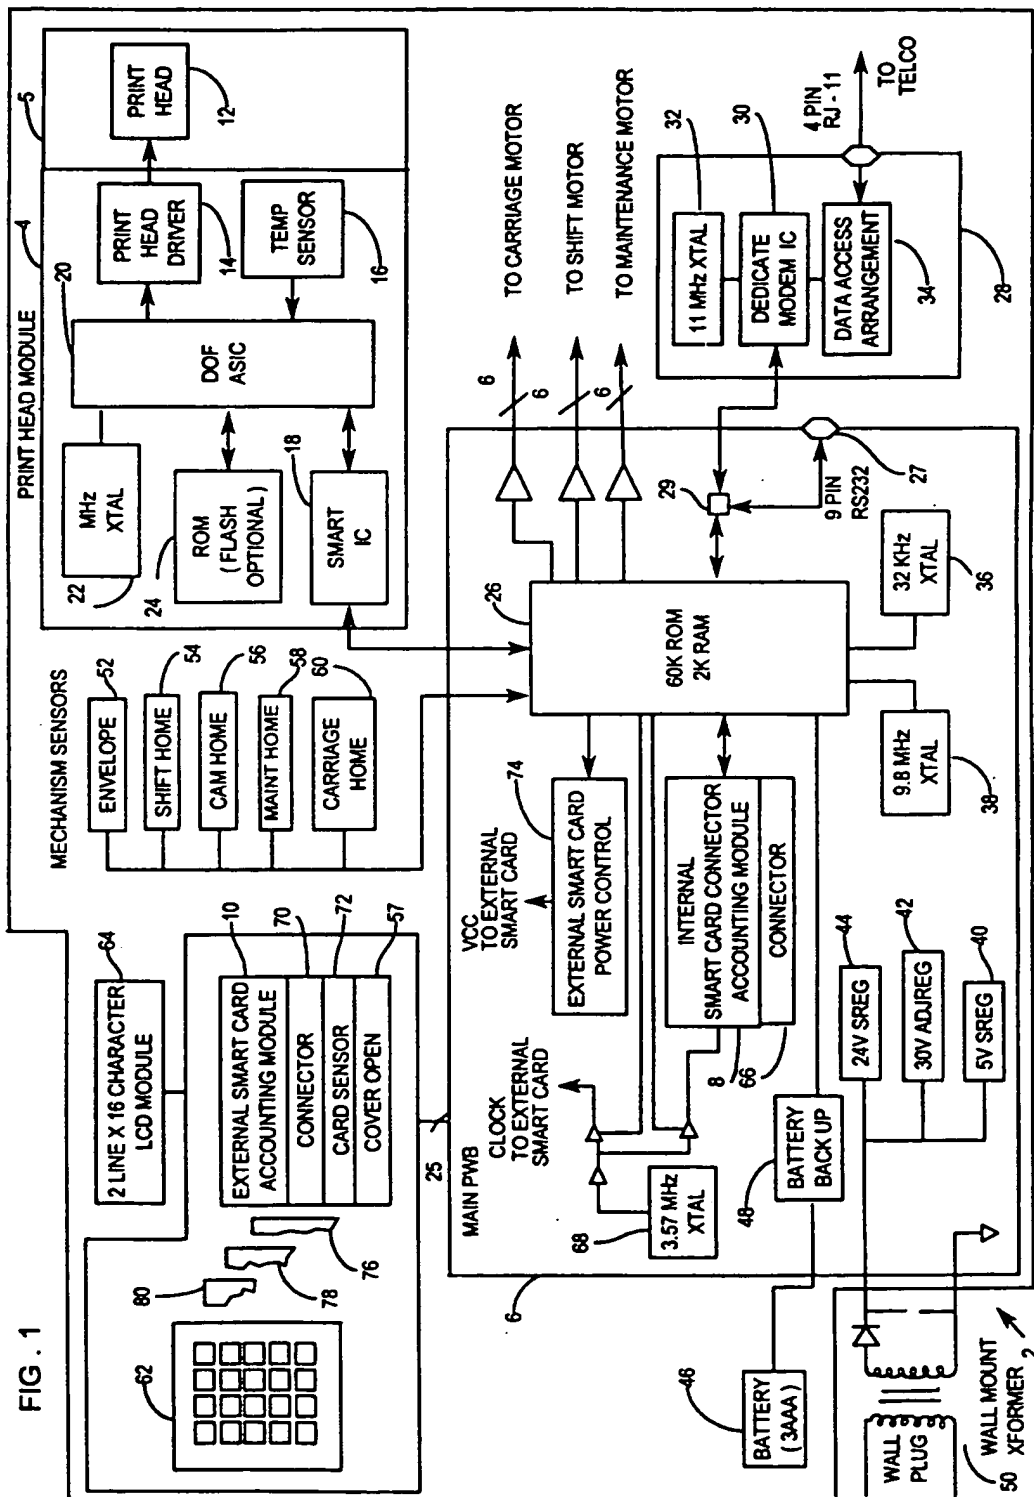 FIG. 1
PRINT HEAD MODULE
4
5
20
22
MHz
XTAL
24
ROM
( FLASH
OPTIONAL )
18
SMART
IC
DOF
ASIC
PRINT
HEAD
DRIVER
14
TEMP
SENSOR
16
PRINT
HEAD
12
MECHANISM SENSORS
ENVELOPE
52
SHIFT HOME
54
CAM HOME
56
MAINT HOME
58
CARRIAGE
HOME
60
2 LINE X 16 CHARACTER
LCD MODULE
64
EXTERNAL SMART CARD
ACCOUNTING MODULE
10
CONNECTOR
70
CARD SENSOR
72
COVER OPEN
57
62
80
78
76
25
MAIN PWB
6
CLOCK
TO EXTERNAL
SMART CARD
VCC
TO EXTERNAL
SMART CARD
74
EXTERNAL SMART CARD
POWER CONTROL
26
60K ROM
2K RAM
INTERNAL
SMART CARD CONNECTOR
ACCOUNTING MODULE
CONNECTOR
8
66
68
3.57 MHz
XTAL
48
BATTERY
BACK UP
46
BATTERY
( 3AAA )
24V SREG
44
30V ADJREG
42
5V SREG
40
9.8 MHz
XTAL
38
32 KHz
XTAL
36
6
TO CARRIAGE MOTOR
6
TO SHIFT MOTOR
6
TO MAINTENANCE MOTOR
29
9 PIN
RS232
27
11 MHz XTAL
32
DEDICATE
MODEM IC
30
DATA ACCESS
ARRANGEMENT
34
28
4 PIN
RJ - 11
TO
TELCO
WALL
PLUG
50
WALL MOUNT
XFORMER
2